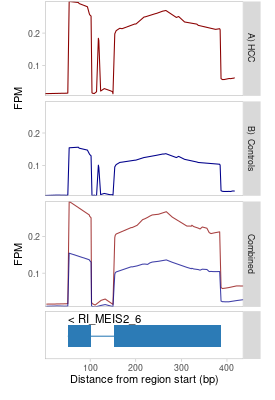 A) HCC
0.2
0.1
FPM
B) Controls
0.2
0.1
Combined
0.2
0.1
FPM
< RI_MEIS2_6
100 200 300 400
Distance from region start (bp)